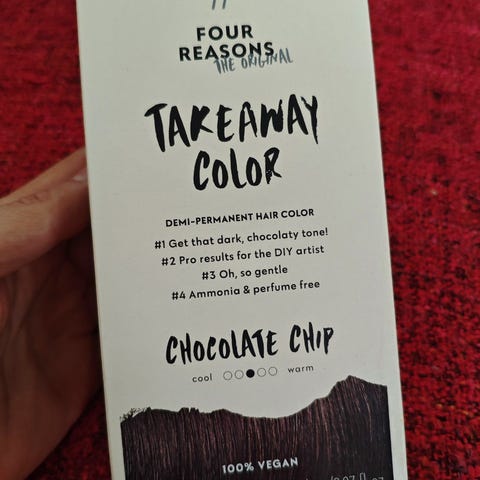 FOUR
REASONS
THE ORIGINAL
TAKEAWAY
COLOR
DEMI-PERMANENT HAIR COLOR
#1 Get that dark, chocolaty tone!
#2 Pro results for the DIY artist
#3 Oh, so gentle
#4 Ammonia & perfume free
CHOCOLATE CHIP
cool warm
100% VEGAN